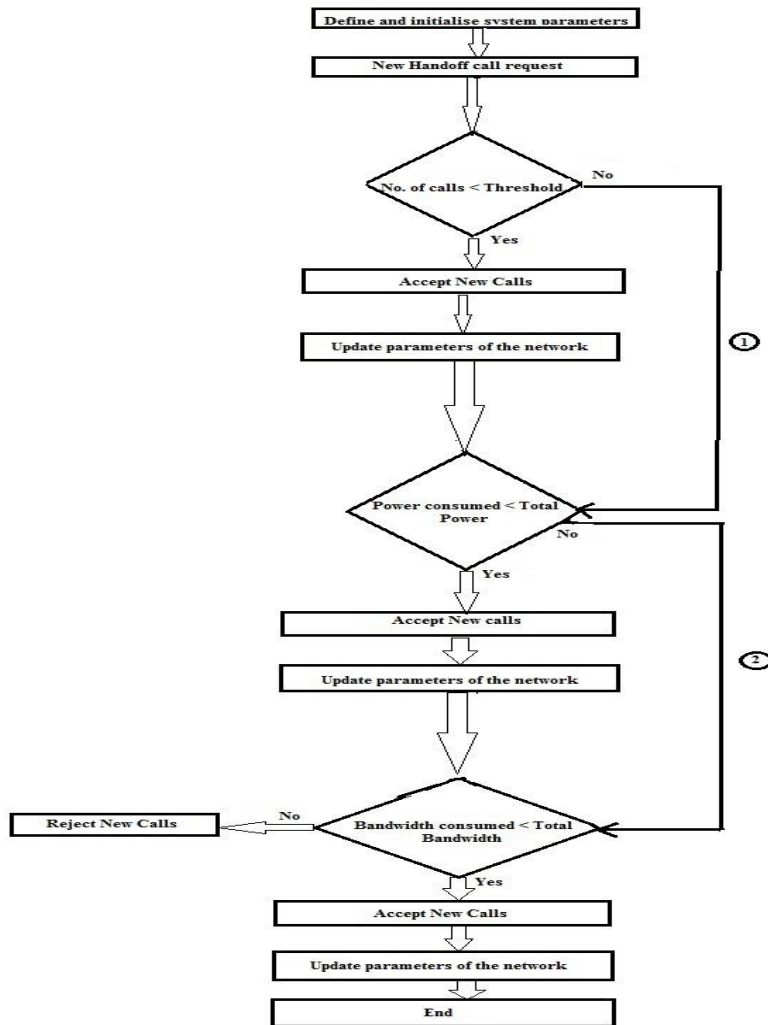 Define and initialise system parameters
New Handoff call request
No. of calls < Threshold
No
Yes
Accept New Calls
Update parameters of the network
1
Power consumed < Total
Power
No
Yes
Accept New calls
2
Update parameters of the network
Reject New Calls
No
Bandwidth consumed < Total
Bandwidth
Yes
Accept New Calls
Update parameters of the network
End